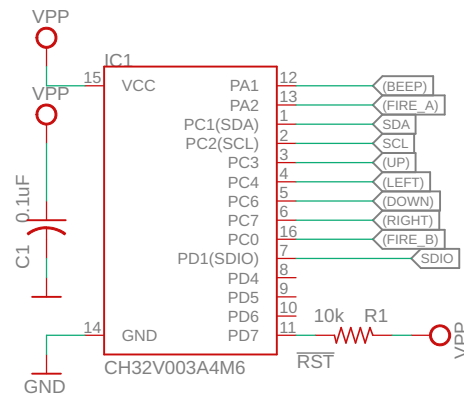 VPP
IC1
15 VCC PA1 12 (BEEP)
VPP
PA2 13 (FIRE_A)
PC1(SDA) 1 SDA
PC2(SCL) 2 SCL
PC3 3 (UP)
PC4 4 (LEFT)
PC6 5 (DOWN)
PC7 6 (RIGHT)
PC0 16 (FIRE_B)
PD1(SDIO) 7 SDIO
PD4 8
PD5 9
PD6 10
14 GND PD7 11
0.1uF
C1
10k R1
VPP
RST
CH32V003A4M6
GND